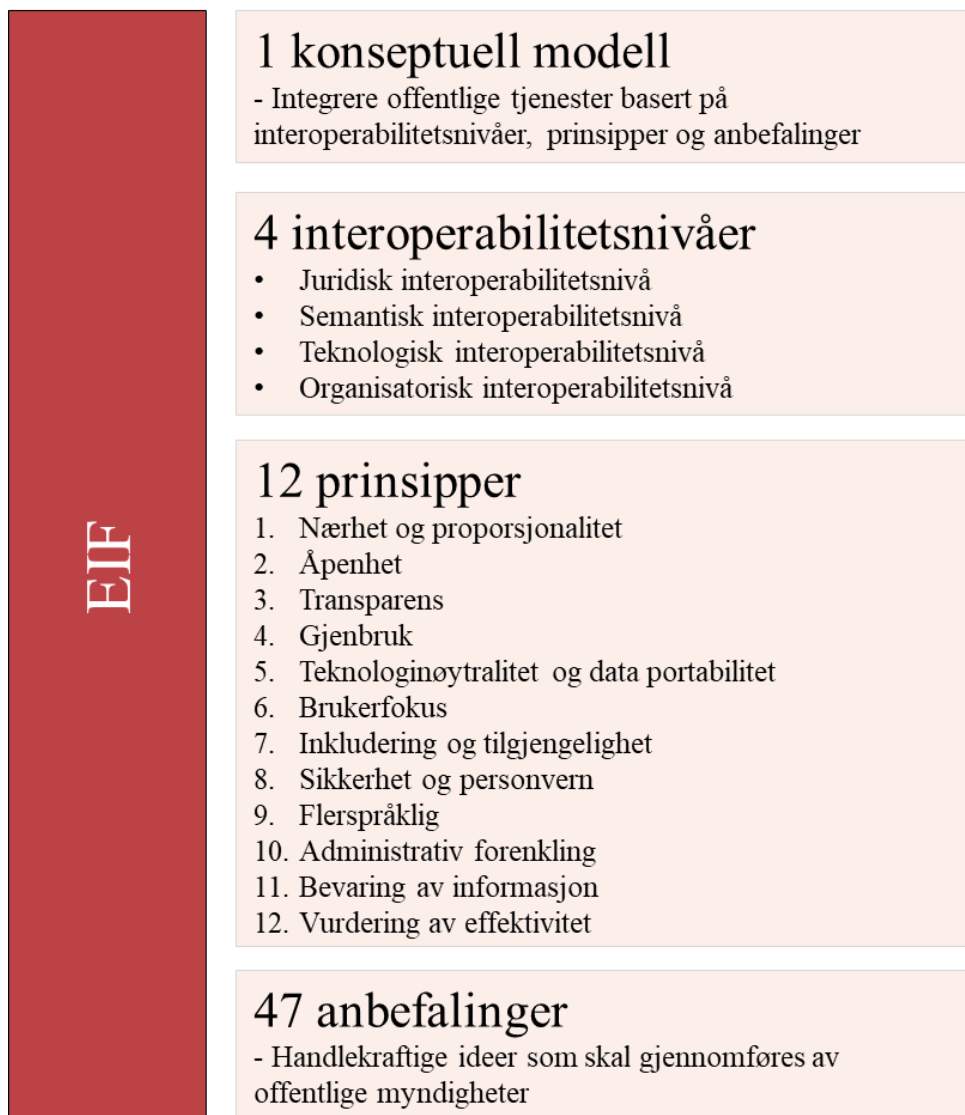 EIF
1 konseptuell modell
- Integrere offentlige tjenester basert på
interoperabilitetsnivåer, prinsipper og anbefalinger
4 interoperabilitetsnivåer
• Juridisk interoperabilitetsnivå
• Semantisk interoperabilitetsnivå
• Teknologisk interoperabilitetsnivå
• Organisatorisk interoperabilitetsnivå
12 prinsipper
1. Nærhet og proporsjonalitet
2. Åpenhet
3. Transparens
4. Gjenbruk
5. Teknologinøytralitet og data portabilitet
6. Brukerfokus
7. Inkludering og tilgjengelighet
8. Sikkerhet og personvern
9. Flerspråklig
10. Administrativ forenkling
11. Bevaring av informasjon
12. Vurdering av effektivitet
47 anbefalinger
- Handlekraftige ideer som skal gjennomføres av
offentlige myndigheter